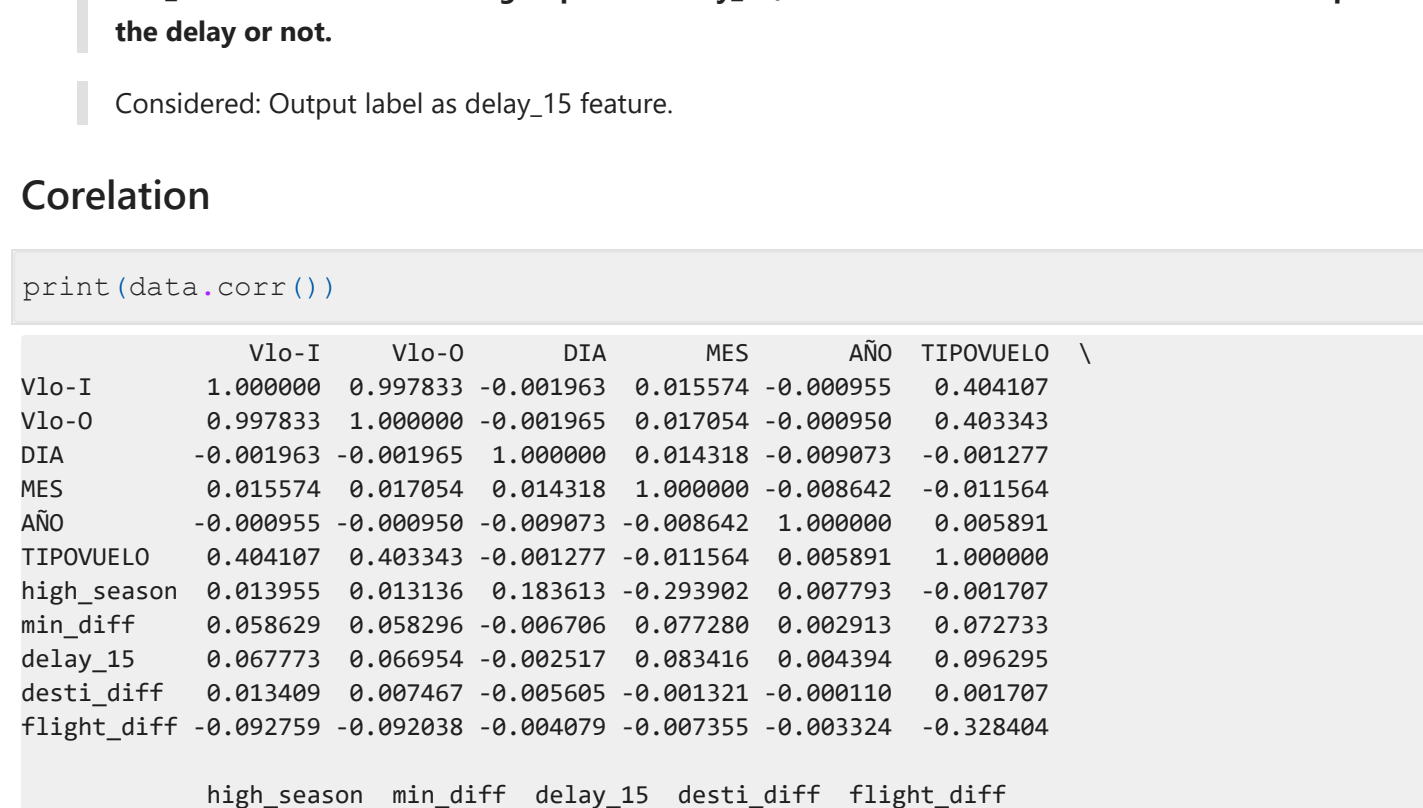 the delay or not.
Considered: Output label as delay_15 feature.
Corelation
print(data.corr())
Vlo-I Vlo-O DIA MES AÑO TIPOVUELO \
Vlo-I 1.000000 0.997833 -0.001963 0.015574 -0.000955 0.404107
Vlo-O 0.997833 1.000000 -0.001965 0.017054 -0.000950 0.403343
DIA -0.001963 -0.001965 1.000000 0.014318 -0.009073 -0.001277
MES 0.015574 0.017054 0.014318 1.000000 -0.008642 -0.011564
AÑO -0.000955 -0.000950 -0.009073 -0.008642 1.000000 0.005891
TIPOVUELO 0.404107 0.403343 -0.001277 -0.011564 0.005891 1.000000
high_season 0.013955 0.013136 0.183613 -0.293902 0.007793 -0.001707
min_diff 0.058629 0.058296 -0.006706 0.077280 0.002913 0.072733
delay_15 0.067773 0.066954 -0.002517 0.083416 0.004394 0.096295
desti_diff 0.013409 0.007467 -0.005605 -0.001321 -0.000110 0.001707
flight_diff -0.092759 -0.092038 -0.004079 -0.007355 -0.003324 -0.328404
high_season min_diff delay_15 desti_diff flight_diff